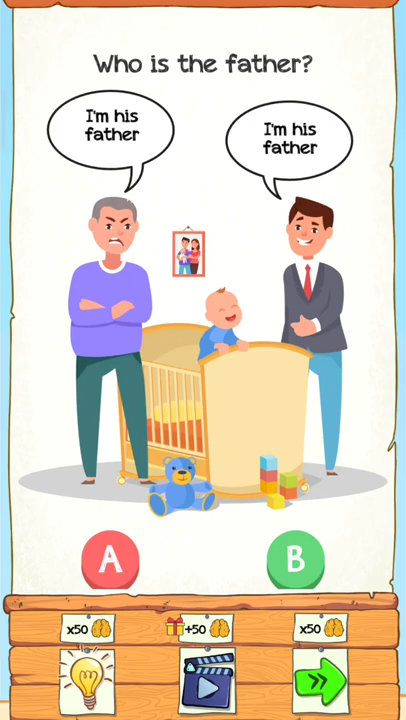 Who is the father?
I'm his
father
I'm his
father
A
B
x50
+50
x50